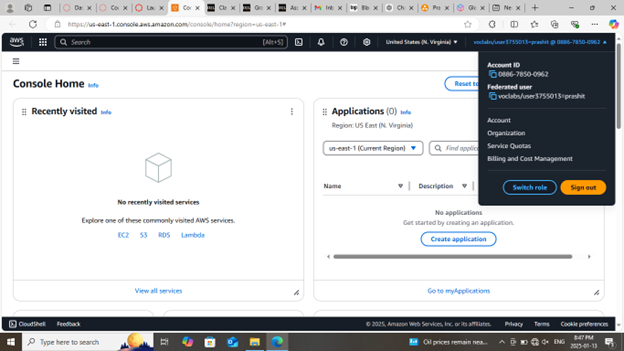 Da
Co
Lau
Co
Clo
Gro
Ass
Inb
Blo
Ch
Pro
Glo
Ne
https://us-east-1.console.aws.amazon.com/console/home?region=us-east-1#
aws
Search
[Alt+S]
United States (N. Virginia)
voclabs/user3755013=prashit @ 0886-7850-0962
Account ID
0886-7850-0962
Federated user
voclabs/user3755013=prashit
Account
Organization
Service Quotas
Billing and Cost Management
Switch role
Sign out
Console Home Info
Reset to
Recently visited Info
No recently visited services
Explore one of these commonly visited AWS services.
EC2 S3 RDS Lambda
View all services
Applications (0) Info
Region: US East (N. Virginia)
us-east-1 (Current Region)
Find applic
Name
Description
No applications
Get started by creating an application.
Create application
Go to myApplications
CloudShell Feedback
© 2025, Amazon Web Services, Inc. or its affiliates. Privacy Terms Cookie preferences
Type here to search
Oil prices remain nea...
ENG
8:47 PM
2025-01-13